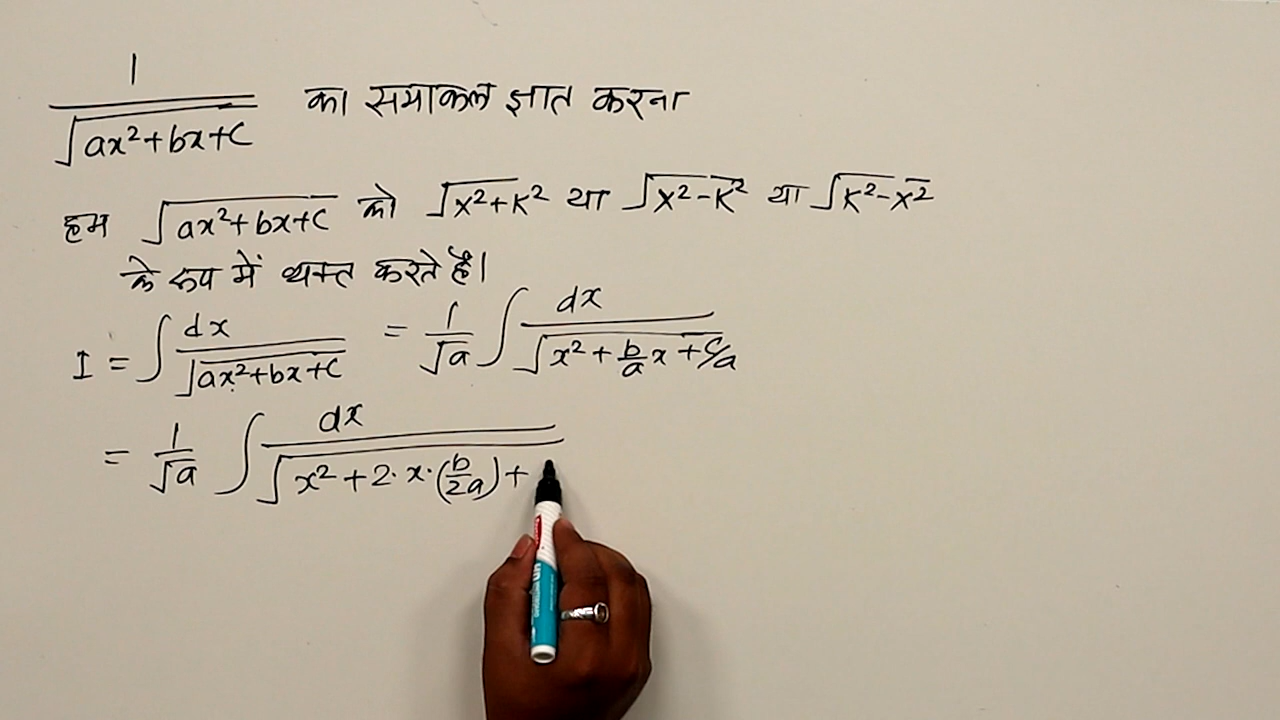 1/√(ax²+bx+c) का समाकल ज्ञात करना
हम √(ax²+bx+c) को √(x²+k²) या √(x²-k²) या √(k²-x²)
के रूप में व्यक्त करते है।
I = ∫ dx/√(ax²+bx+c) = 1/√a ∫ dx/√(x²+b/a x+c/a)
= 1/√a ∫ dx/√(x²+2·x·(b/2a)+